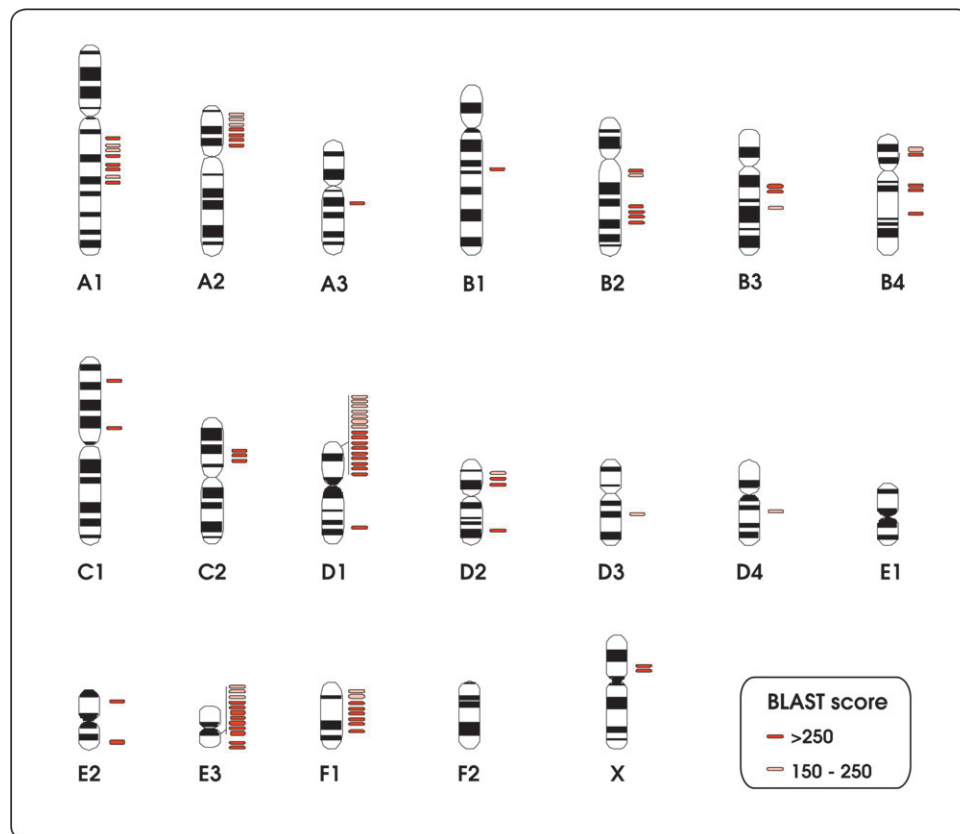 A1 A2 A3 B1 B2 B3 B4
C1 C2 D1 D2 D3 D4 E1
E2 E3 F1 F2 X
BLAST score
>250
150 - 250